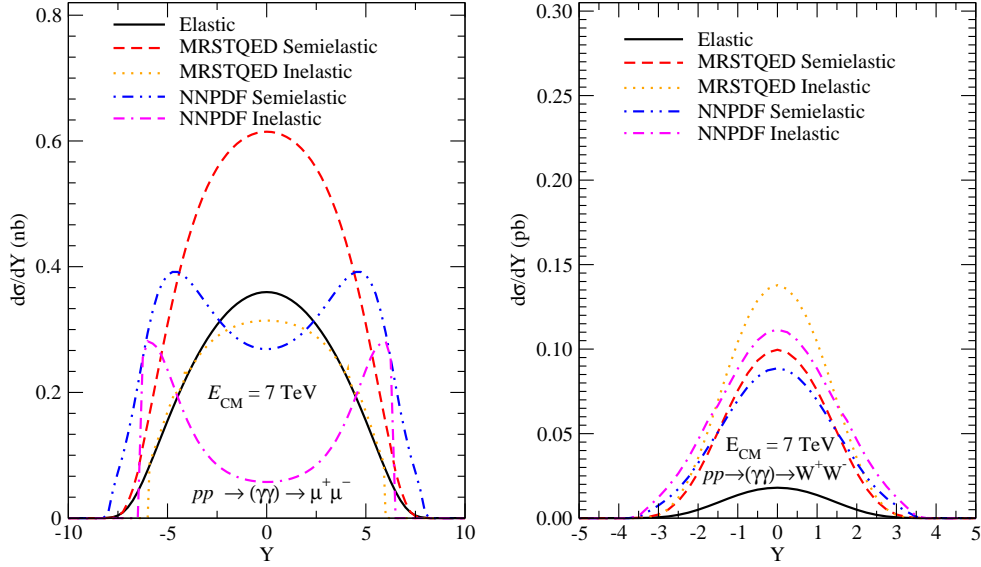 Elastic
MRSTQED Semielastic
MRSTQED Inelastic
NNPDF Semielastic
NNPDF Inelastic
dσ/dY (nb)
0.8
0.6
0.4
0.2
0
E_CM = 7 TeV
pp → (γγ) → μ⁺μ⁻
-10
-5
0
5
10
Y
Elastic
MRSTQED Semielastic
MRSTQED Inelastic
NNPDF Semielastic
NNPDF Inelastic
dσ/dY (pb)
0.30
0.25
0.20
0.15
0.10
0.05
0.00
E_CM = 7 TeV
pp→(γγ)→W⁺W⁻
-5
-4
-3
-2
-1
0
1
2
3
4
5
Y